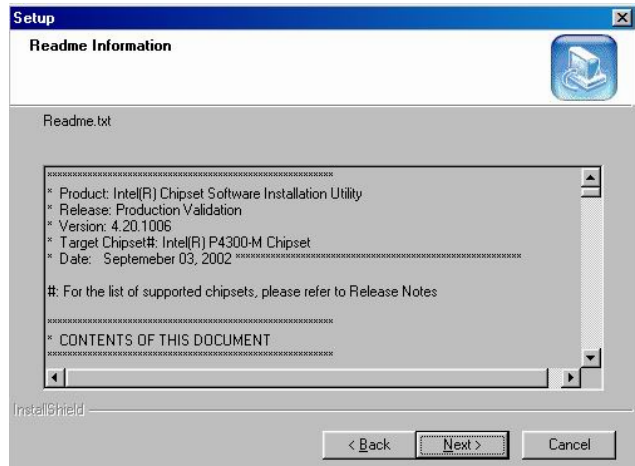 Setup
Readme Information
Readme.txt
************************************************************
* Product: Intel(R) Chipset Software Installation Utility
* Release: Production Validation
* Version: 4.20.1006
* Target Chipset#: Intel(R) P4300-M Chipset
* Date: Septemeber 03, 2002 ************************************************************
#: For the list of supported chipsets, please refer to Release Notes
************************************************************
* CONTENTS OF THIS DOCUMENT
************************************************************
InstallShield
< Back
Next >
Cancel